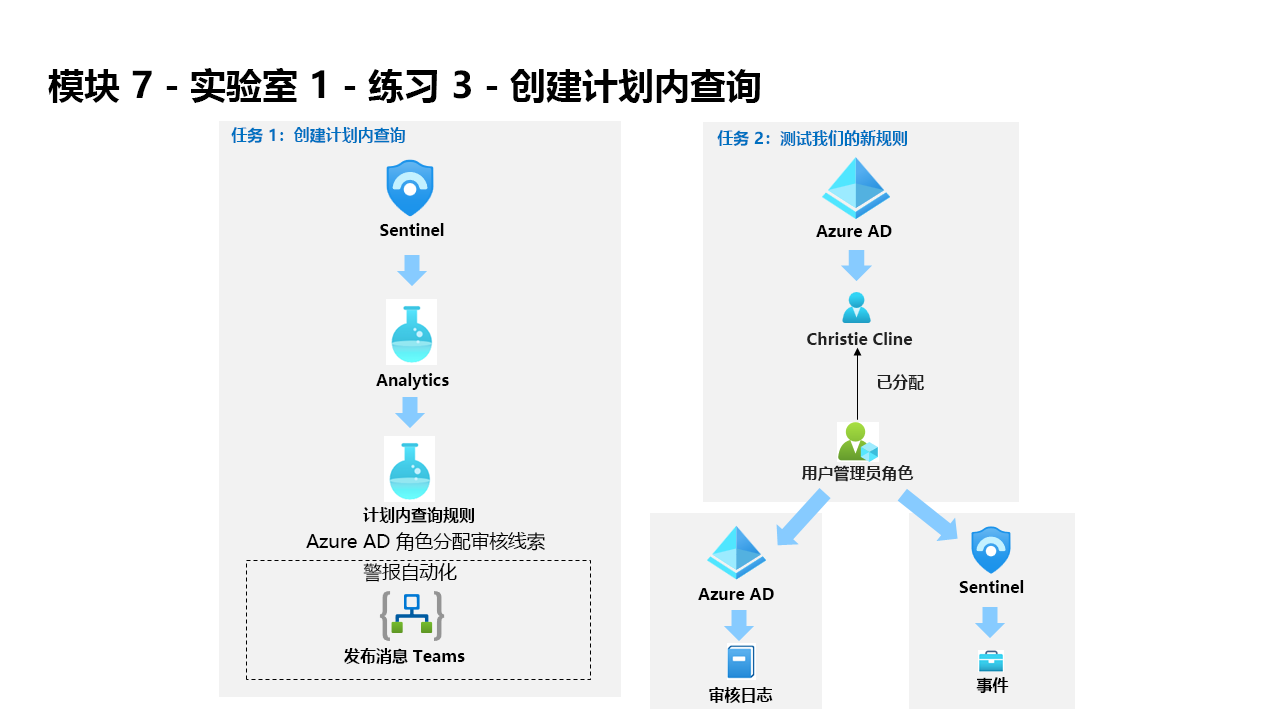 模块 7 - 实验室 1 - 练习 3 - 创建计划内查询
任务 1：创建计划内查询
Sentinel
Analytics
计划内查询规则
Azure AD 角色分配审核线索
警报自动化
发布消息 Teams
任务 2：测试我们的新规则
Azure AD
Christie Cline
已分配
用户管理员角色
Azure AD
审核日志
Sentinel
事件